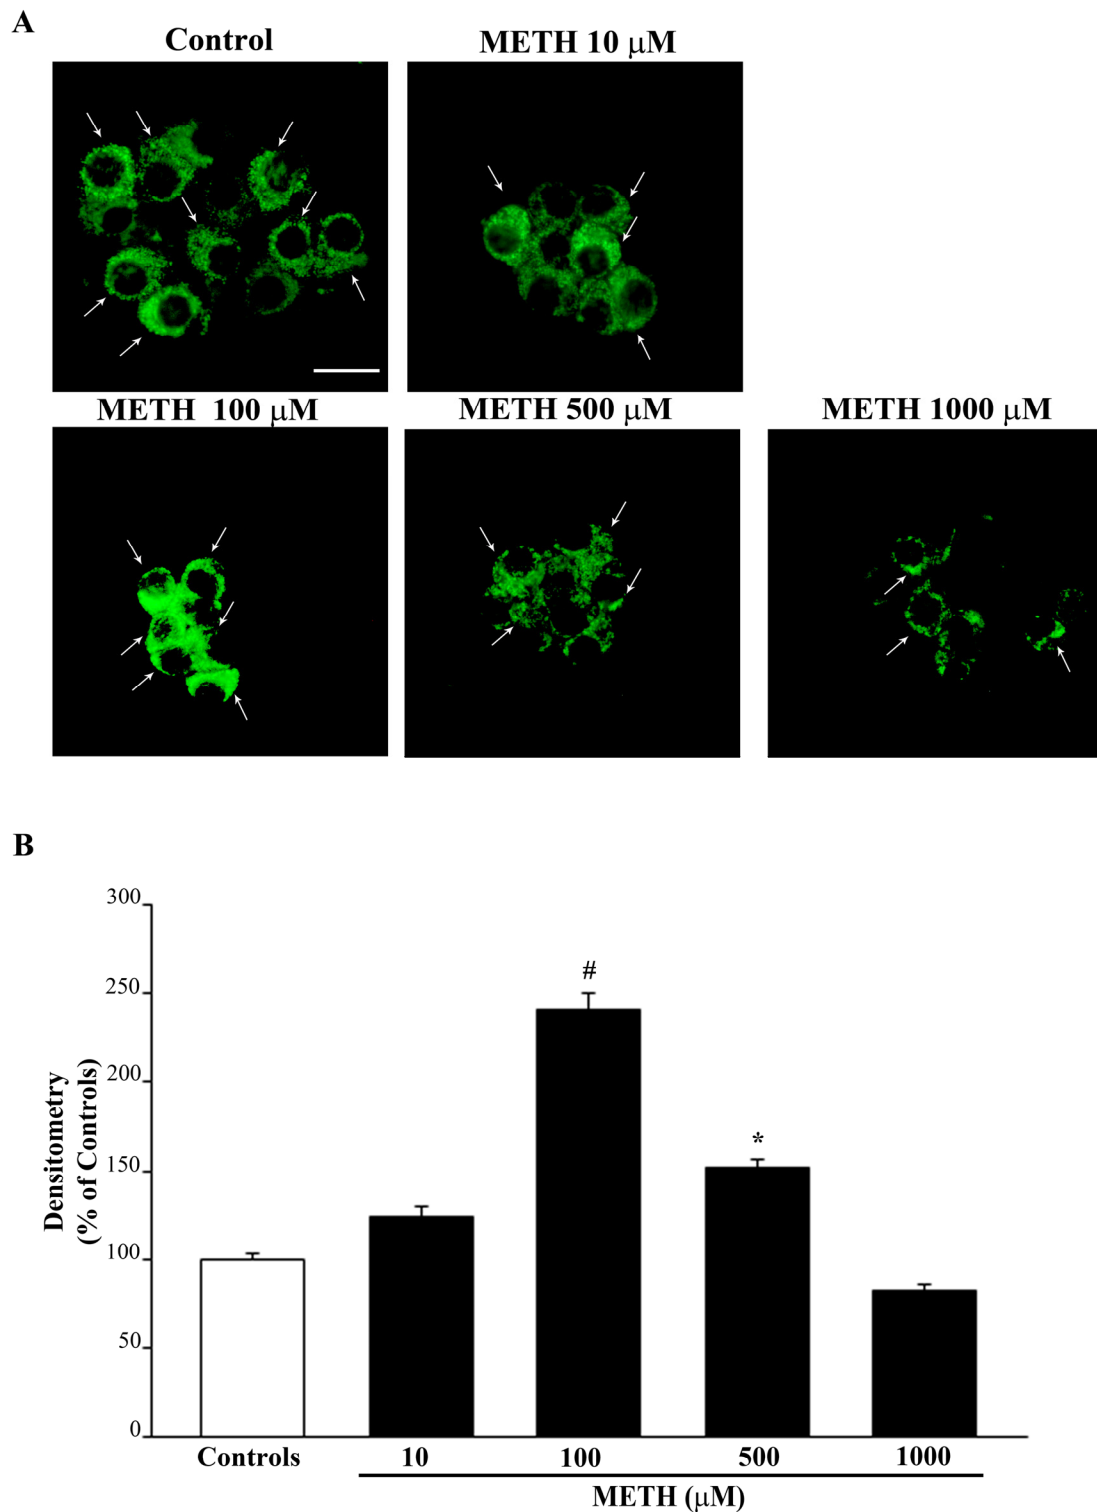 A
Control
METH 10 μM
METH 100 μM
METH 500 μM
METH 1000 μM
B
300
250
200
150
100
50
0
Densitometry
(% of Controls)
#
*
Controls
10
100
500
1000
METH (μM)